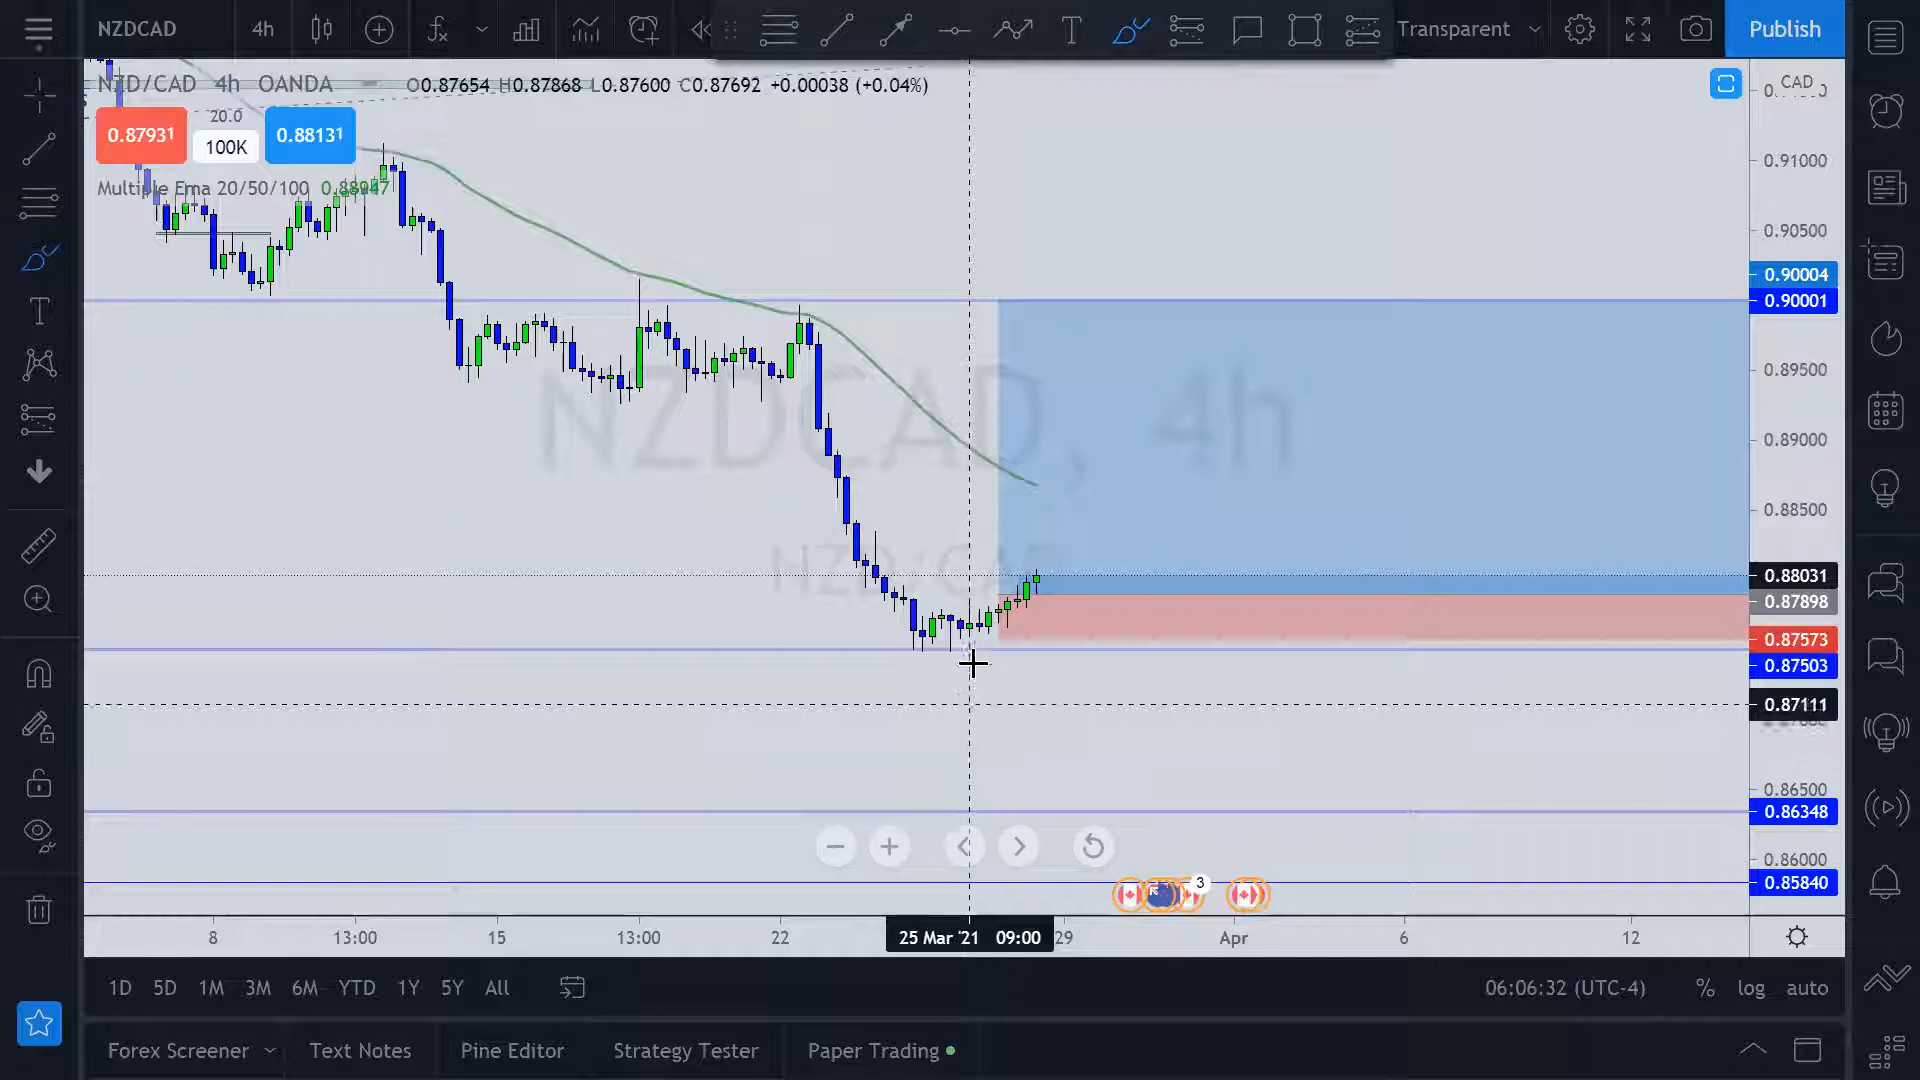 NZDCAD 4h Transparent Publish
NZD/CAD 4h OANDA O0.87654 H0.87868 L0.87600 C0.87692 +0.00038 (+0.04%)
CAD
0.87931 20.0 0.88131
100K
Multiple Ema 20/50/100 0.88947
0.91000
0.90500
0.90004
0.90001
0.89500
0.89000
0.88500
0.88031
0.87898
0.87573
0.87503
0.87111
0.86500
0.86348
0.86000
0.85840
NZDCAD, 4h
NZD/CAD
3
8 13:00 15 13:00 22 25 Mar '21 09:00 29 Apr 6 12
1D 5D 1M 3M 6M YTD 1Y 5Y All 06:06:32 (UTC-4) % log auto
Forex Screener Text Notes Pine Editor Strategy Tester Paper Trading